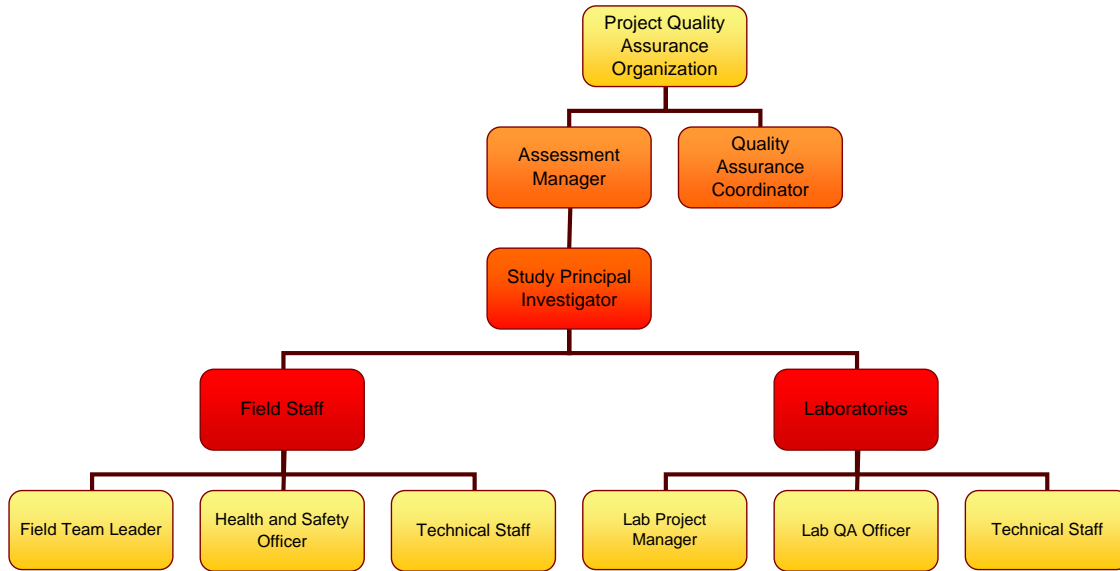 Project Quality
Assurance
Organization
Assessment
Manager
Quality
Assurance
Coordinator
Study Principal
Investigator
Field Staff
Laboratories
Field Team Leader
Health and Safety
Officer
Technical Staff
Lab Project
Manager
Lab QA Officer
Technical Staff